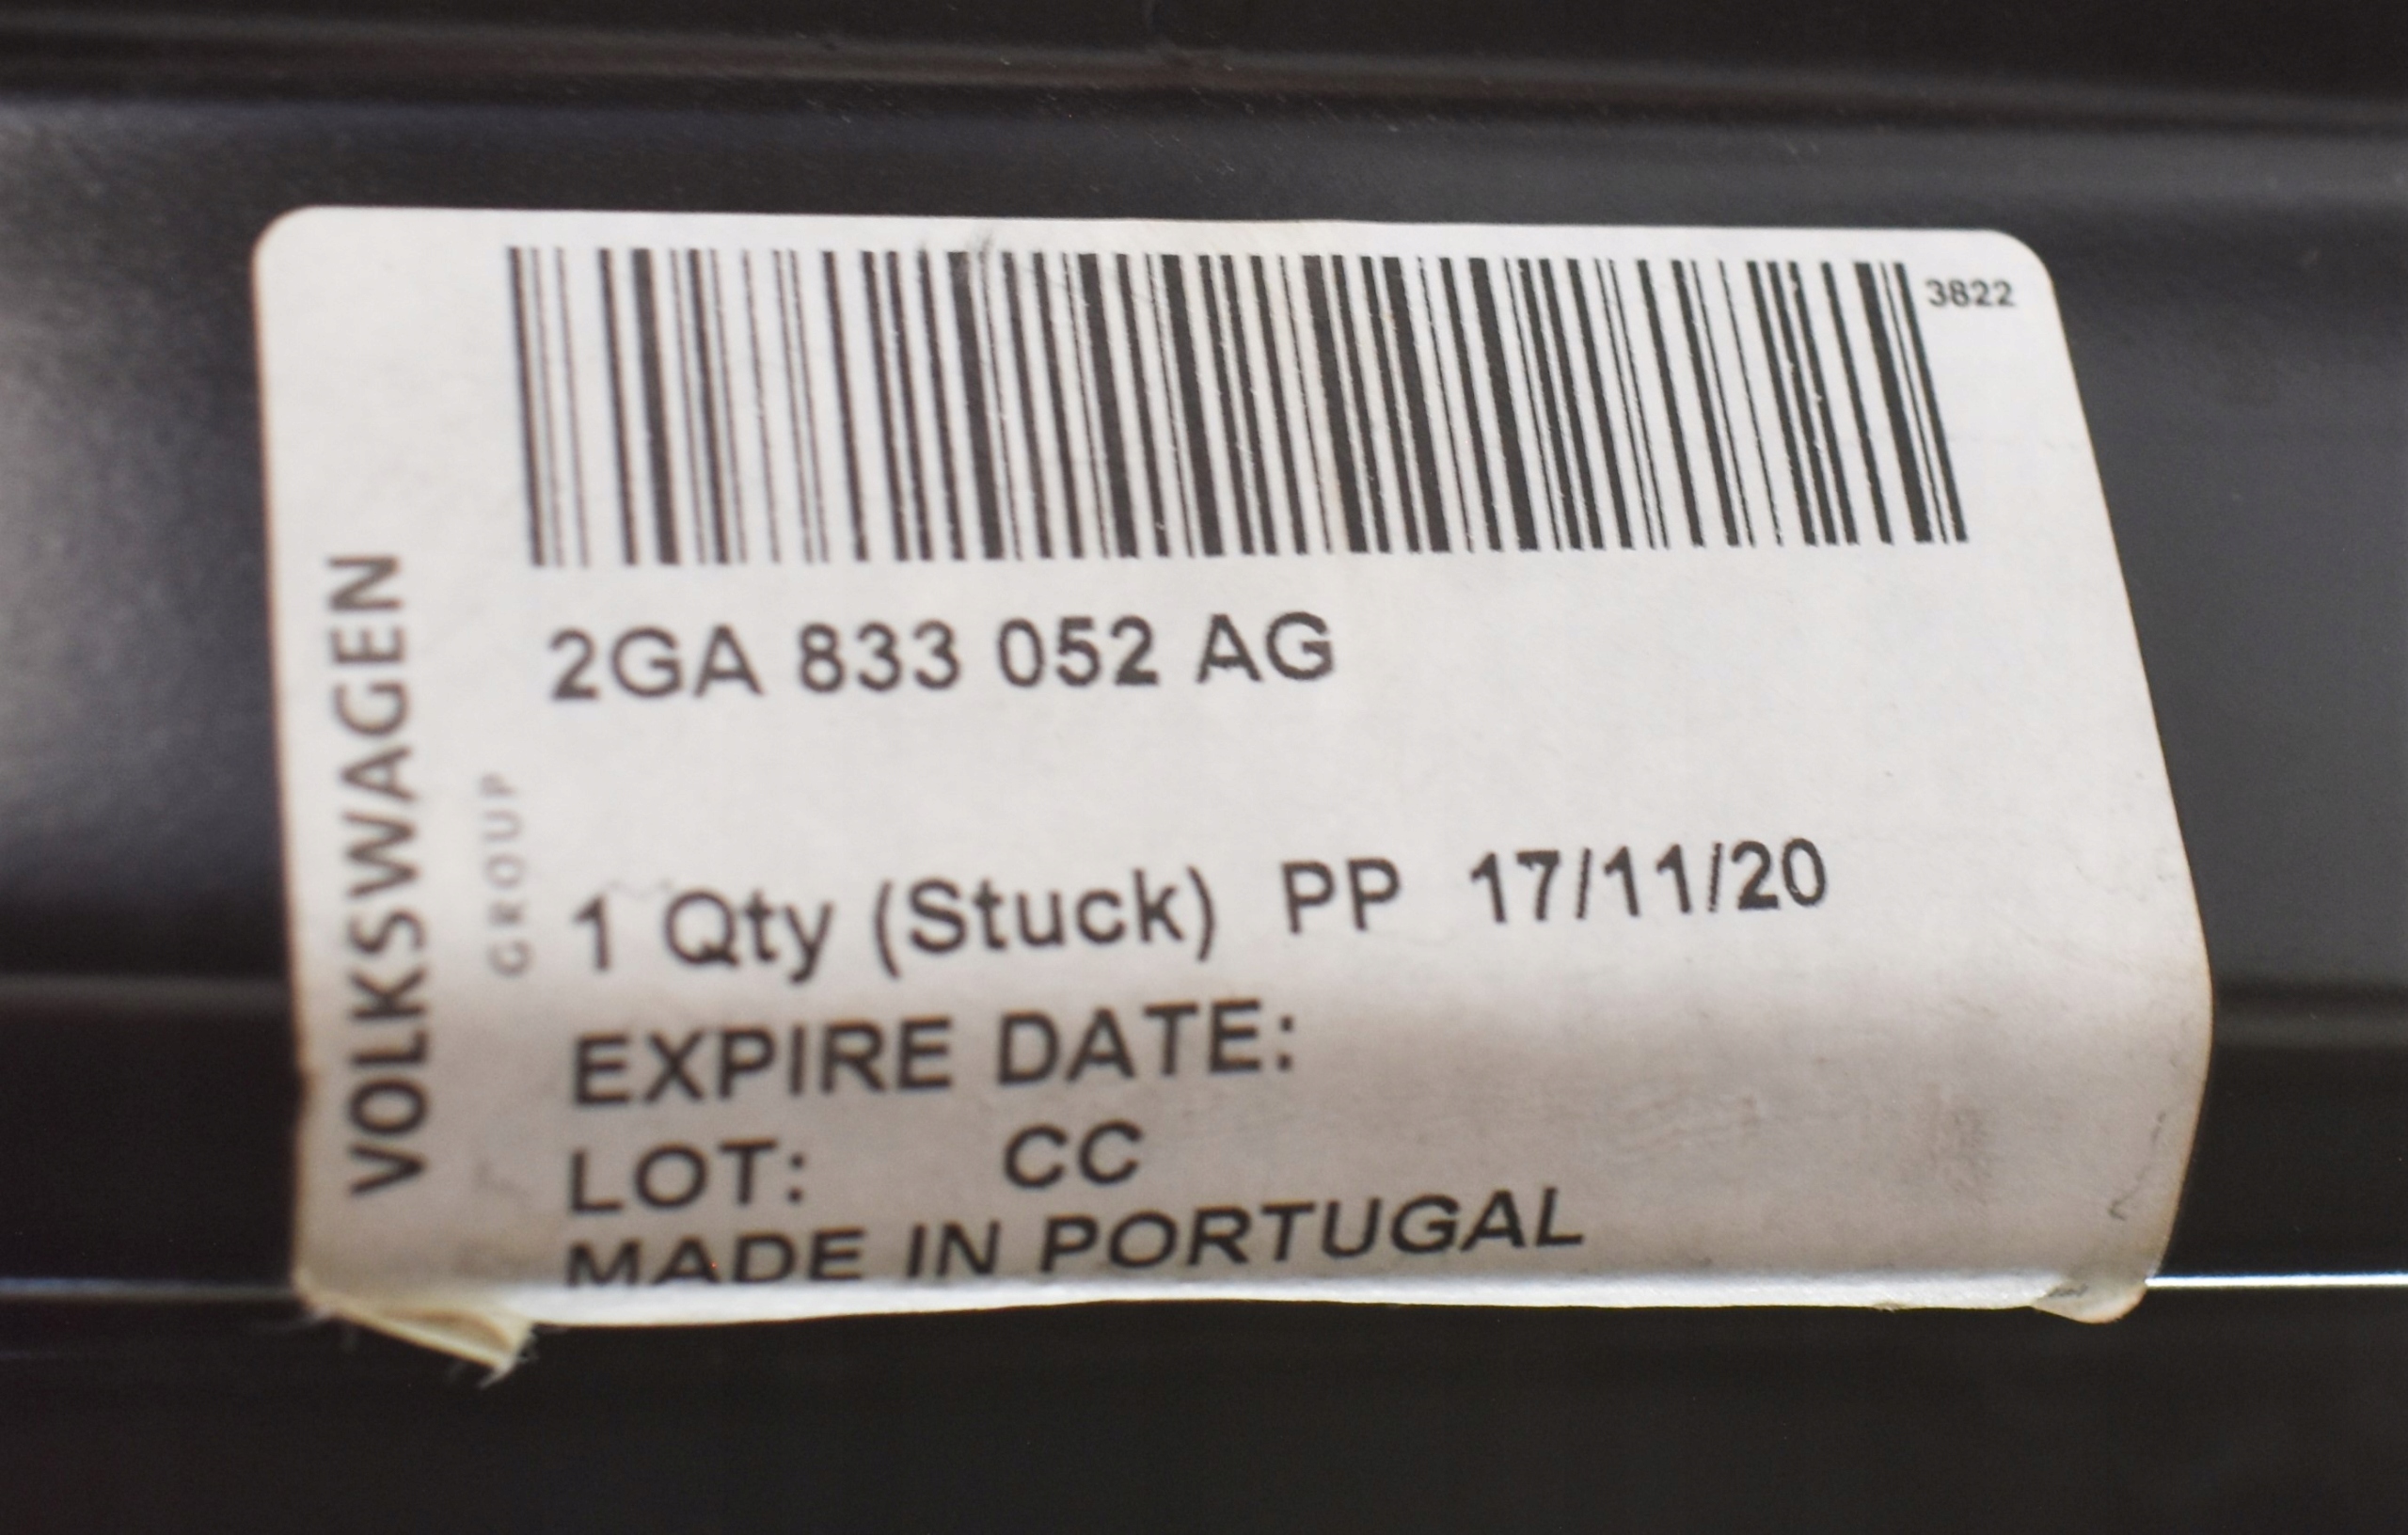 3822
2GA 833 052 AG
1 Qty (Stuck) PP 17/11/20
EXPIRE DATE:
LOT: CC
MADE IN PORTUGAL
VOLKSWAGEN
GROUP